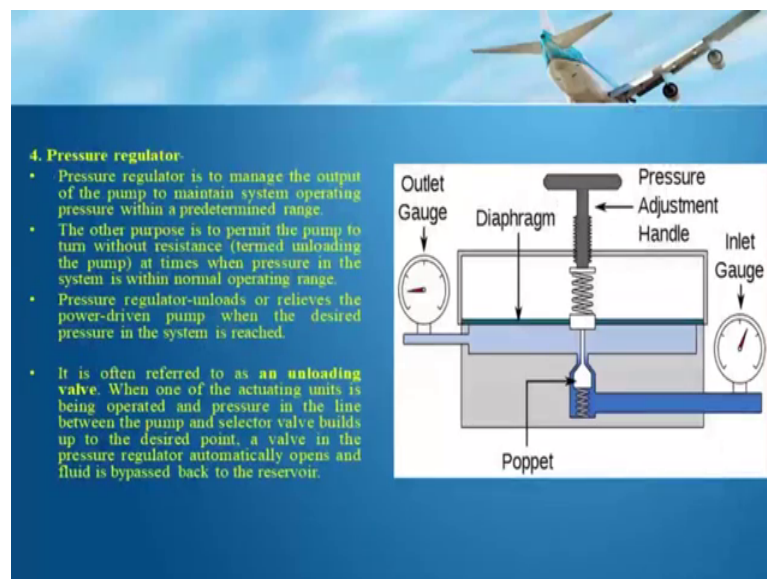 4. Pressure regulator-
• Pressure regulator is to manage the output
of the pump to maintain system operating
pressure within a predetermined range.
• The other purpose is to permit the pump to
turn without resistance (termed unloading
the pump) at times when pressure in the
system is within normal operating range.
• Pressure regulator-unloads or relieves the
power-driven pump when the desired
pressure in the system is reached.
• It is often referred to as an unloading
valve. When one of the actuating units is
being operated and pressure in the line
between the pump and selector valve builds
up to the desired point, a valve in the
pressure regulator automatically opens and
fluid is bypassed back to the reservoir.
Outlet
Gauge
Diaphragm
Pressure
Adjustment
Handle
Inlet
Gauge
Poppet